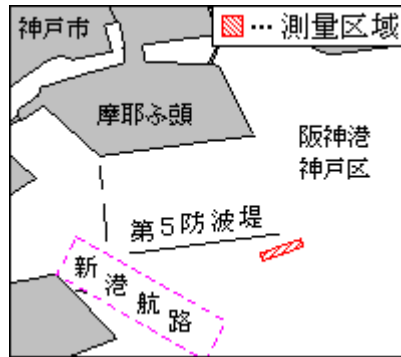 神戸市
… 測量区域
摩耶ふ頭
阪神港
神戸区
第5防波堤
新港航路